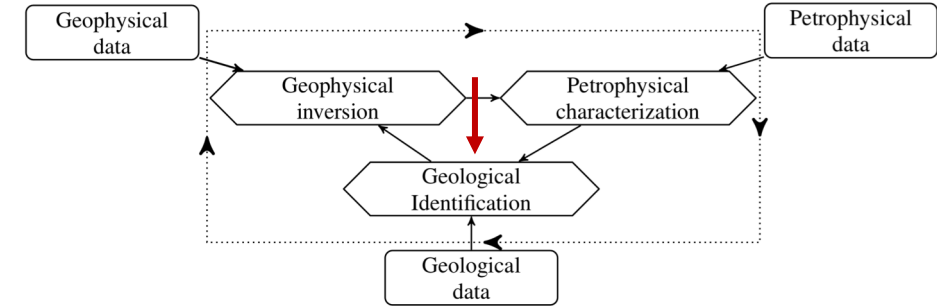 Geophysical
data
Petrophysical
data
Geophysical
inversion
Petrophysical
characterization
Geological
Identification
Geological
data